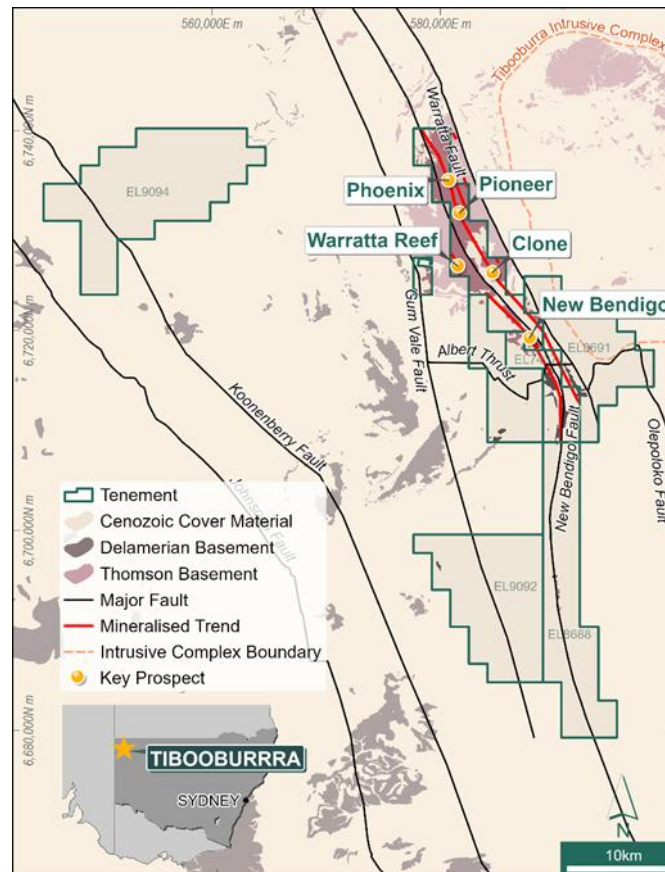 560,000E m
580,000E m
Tibooburra Intrusive Complex
6,740,000N m
Warratta Fault
EL9094
Phoenix
Pioneer
Warratta Reef
Clone
New Bendigo
6,720,000N m
Gum Vale Fault
Albert Thrust
Koonenberry Fault
New Bendigo Fault
Olepoloko Fault
Tenement
Cenozoic Cover Material
Delamerian Basement
6,700,000N m
Thomson Basement
Major Fault
Mineralised Trend
EL9092
EL8688
Intrusive Complex Boundary
Key Prospect
6,680,000N m
TIBOOBURRRA
SYDNEY
N
10km